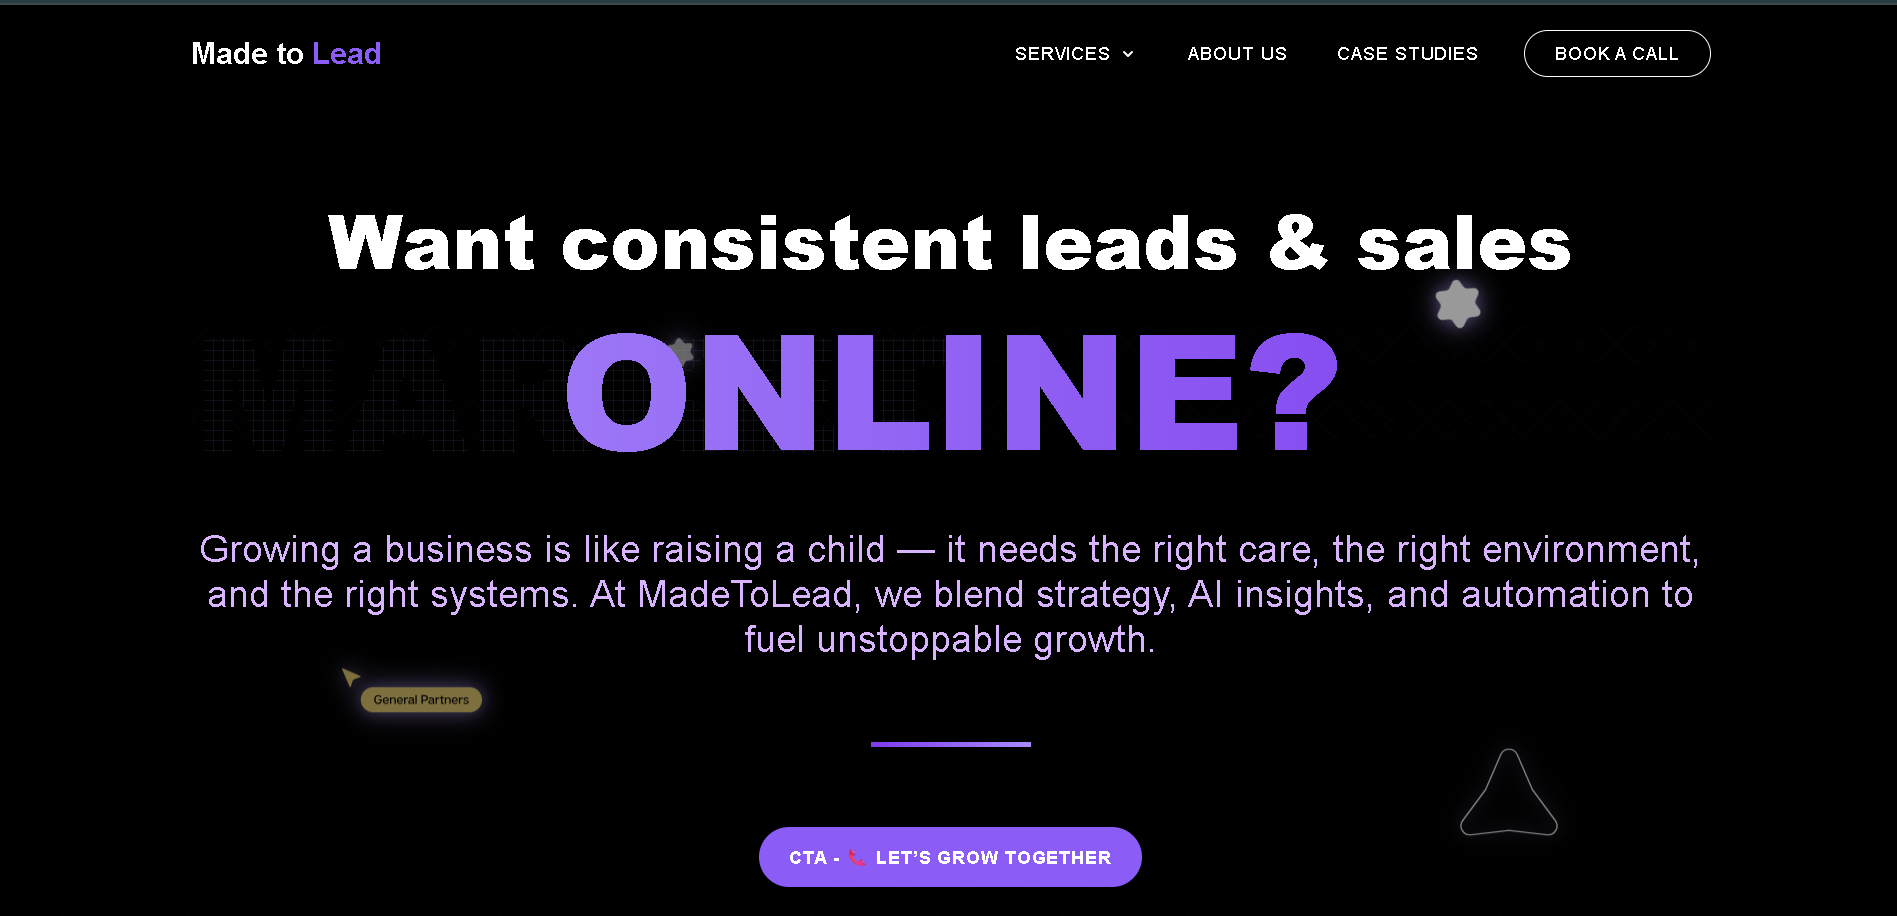 Made to Lead
SERVICES
ABOUT US
CASE STUDIES
BOOK A CALL
Want consistent leads & sales
ONLINE?
Growing a business is like raising a child — it needs the right care, the right environment,
and the right systems. At MadeToLead, we blend strategy, AI insights, and automation to
fuel unstoppable growth.
General Partners
CTA - 📞 LET’S GROW TOGETHER